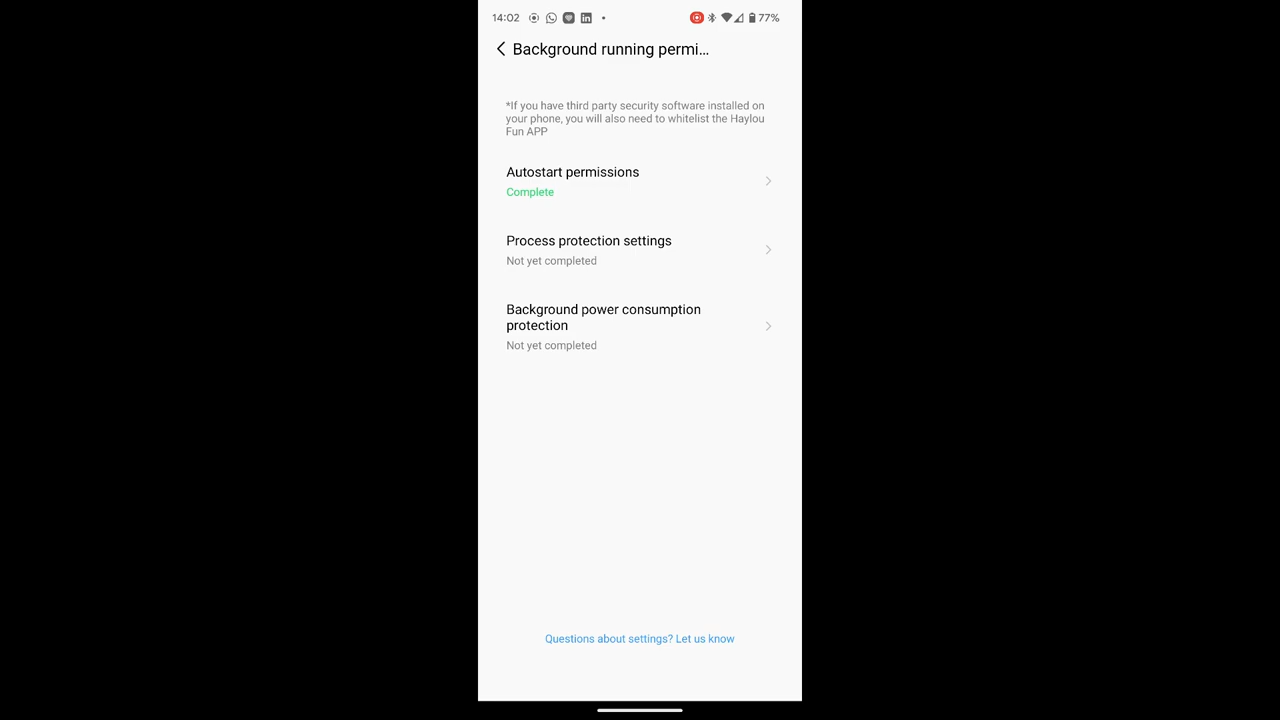 14:02
77%
Background running permi...
*If you have third party security software installed on
your phone, you will also need to whitelist the Haylou
Fun APP
Autostart permissions
Complete
Process protection settings
Not yet completed
Background power consumption
protection
Not yet completed
Questions about settings? Let us know